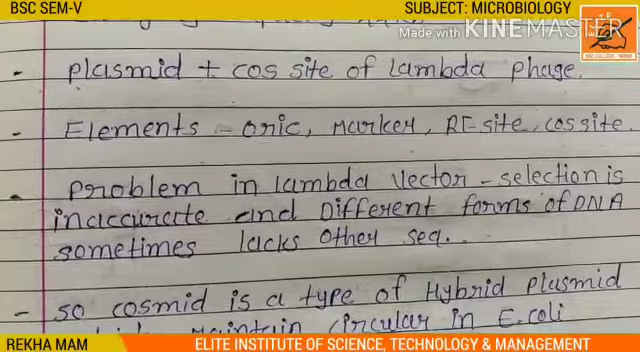 BSC SEM-V
SUBJECT: MICROBIOLOGY
Made with KINEMASTER
- Plasmid + cos site of lambda phage.
- Elements - oric, Marker, RE-site, cos site.
- Problem in lambda vector - selection is
inaccurate and Different forms of DNA
sometimes lacks other seq..
- so cosmid is a type of Hybrid plasmid
maintain circular in E.coli
REKHA MAM
ELITE INSTITUTE OF SCIENCE, TECHNOLOGY & MANAGEMENT